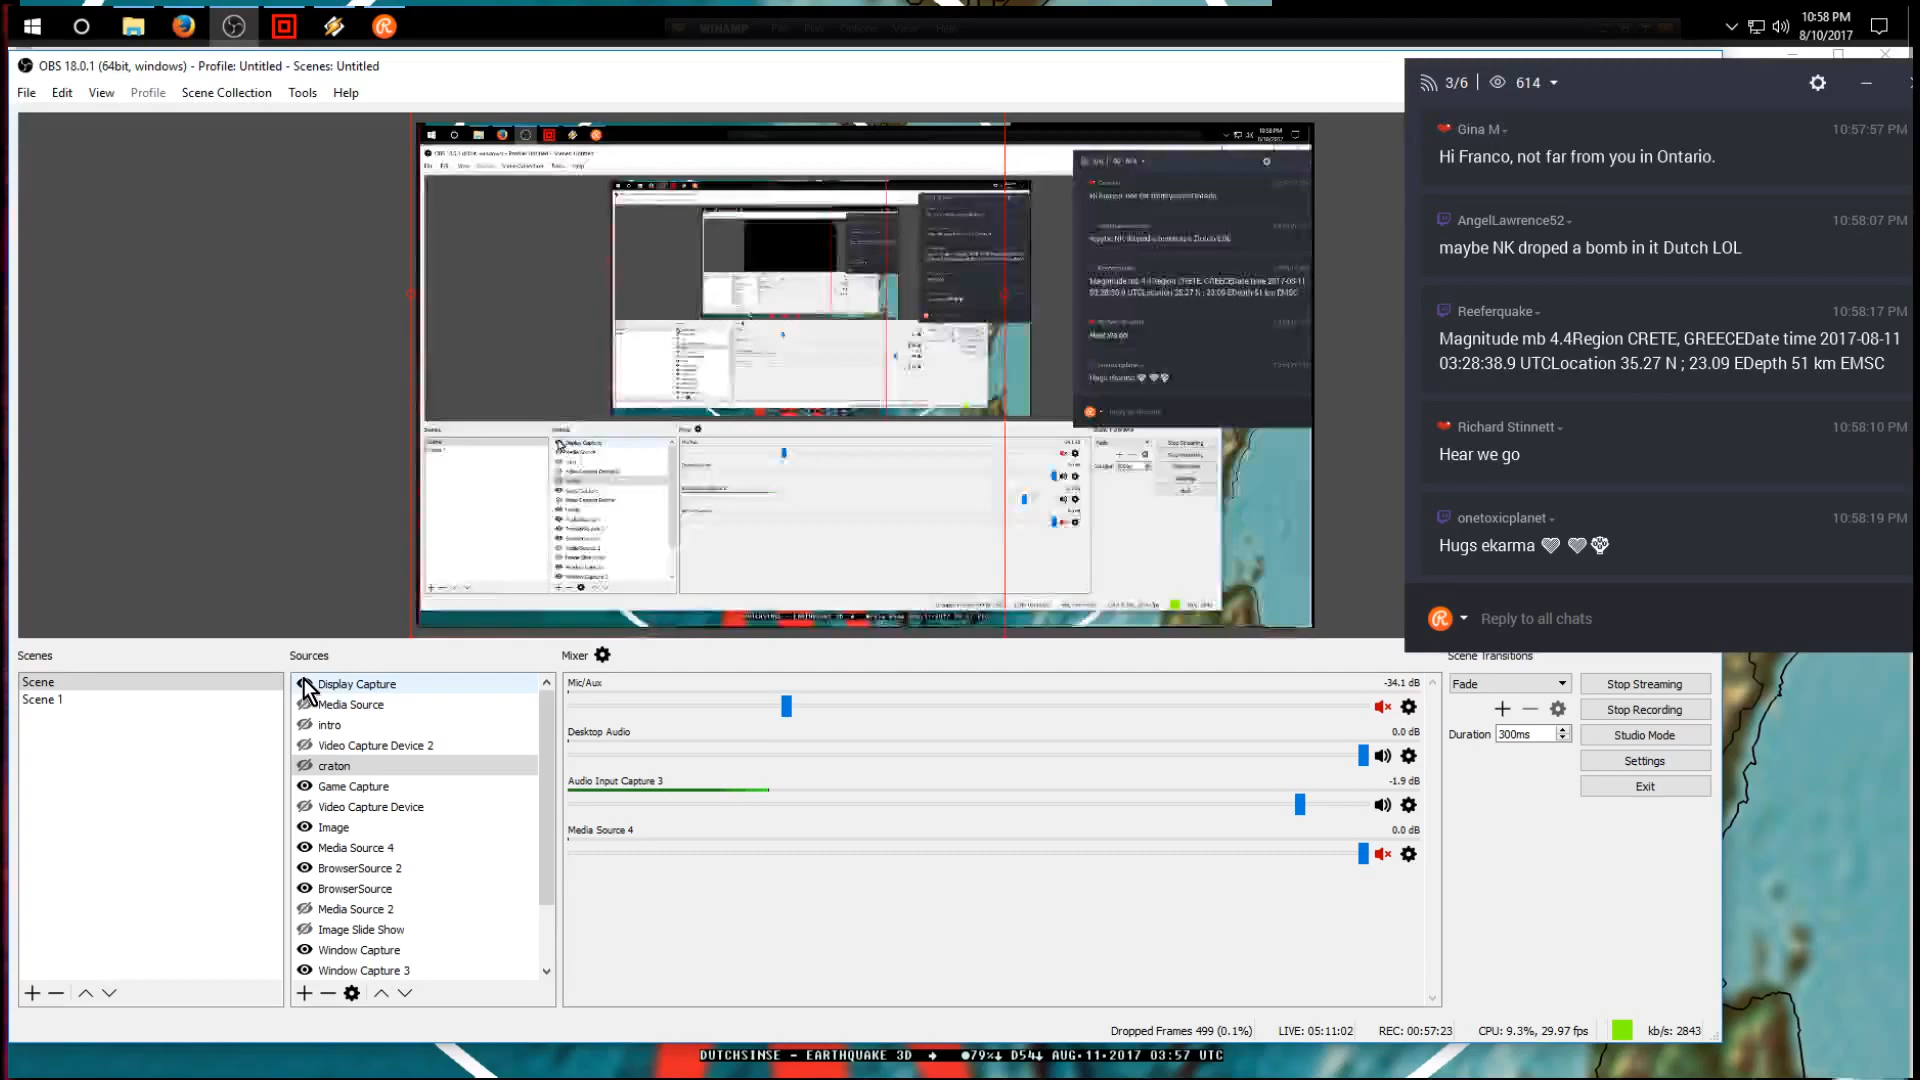 WINAMP File Play Options View Help
10:58 PM
8/10/2017
OBS 18.0.1 (64bit, windows) - Profile: Untitled - Scenes: Untitled
File Edit View Profile Scene Collection Tools Help
3/6 614
Gina M
10:57:57 PM
Hi Franco, not far from you in Ontario.
AngelLawrence52
10:58:07 PM
maybe NK droped a bomb in it Dutch LOL
Reeferquake
10:58:17 PM
Magnitude mb 4.4Region CRETE, GREECEDate time 2017-08-11
03:28:38.9 UTCLocation 35.27 N ; 23.09 EDepth 51 km EMSC
Richard Stinnett
10:58:10 PM
Hear we go
onetoxicplanet
10:58:19 PM
Hugs ekarma
Reply to all chats
Scenes
Scene
Scene 1
Sources
Display Capture
Media Source
intro
Video Capture Device 2
craton
Game Capture
Video Capture Device
Image
Media Source 4
BrowserSource 2
BrowserSource
Media Source 2
Image Slide Show
Window Capture
Window Capture 3
Mixer
Mic/Aux -34.1 dB
Desktop Audio 0.0 dB
Audio Input Capture 3 -1.9 dB
Media Source 4 0.0 dB
Scene Transitions
Fade
Duration 300ms
Stop Streaming
Stop Recording
Studio Mode
Settings
Exit
Dropped Frames 499 (0.1%) LIVE: 05:11:02 REC: 00:57:23 CPU: 9.3%, 29.97 fps kb/s: 2843
DUTCHSINSE - EARTHQUAKE 3D → ●79%↓ D54↓ AUG-11-2017 03:57 UTC